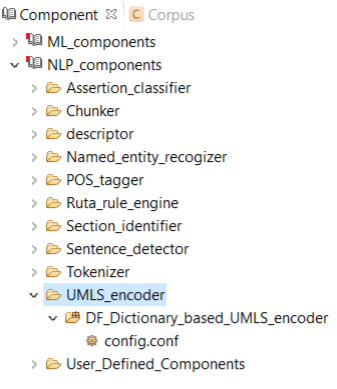 Component Corpus
ML_components
NLP_components
Assertion_classifier
Chunker
descriptor
Named_entity_recogizer
POS_tagger
Ruta_rule_engine
Section_identifier
Sentence_detector
Tokenizer
UMLS_encoder
DF_Dictionary_based_UMLS_encoder
config.conf
User_Defined_Components